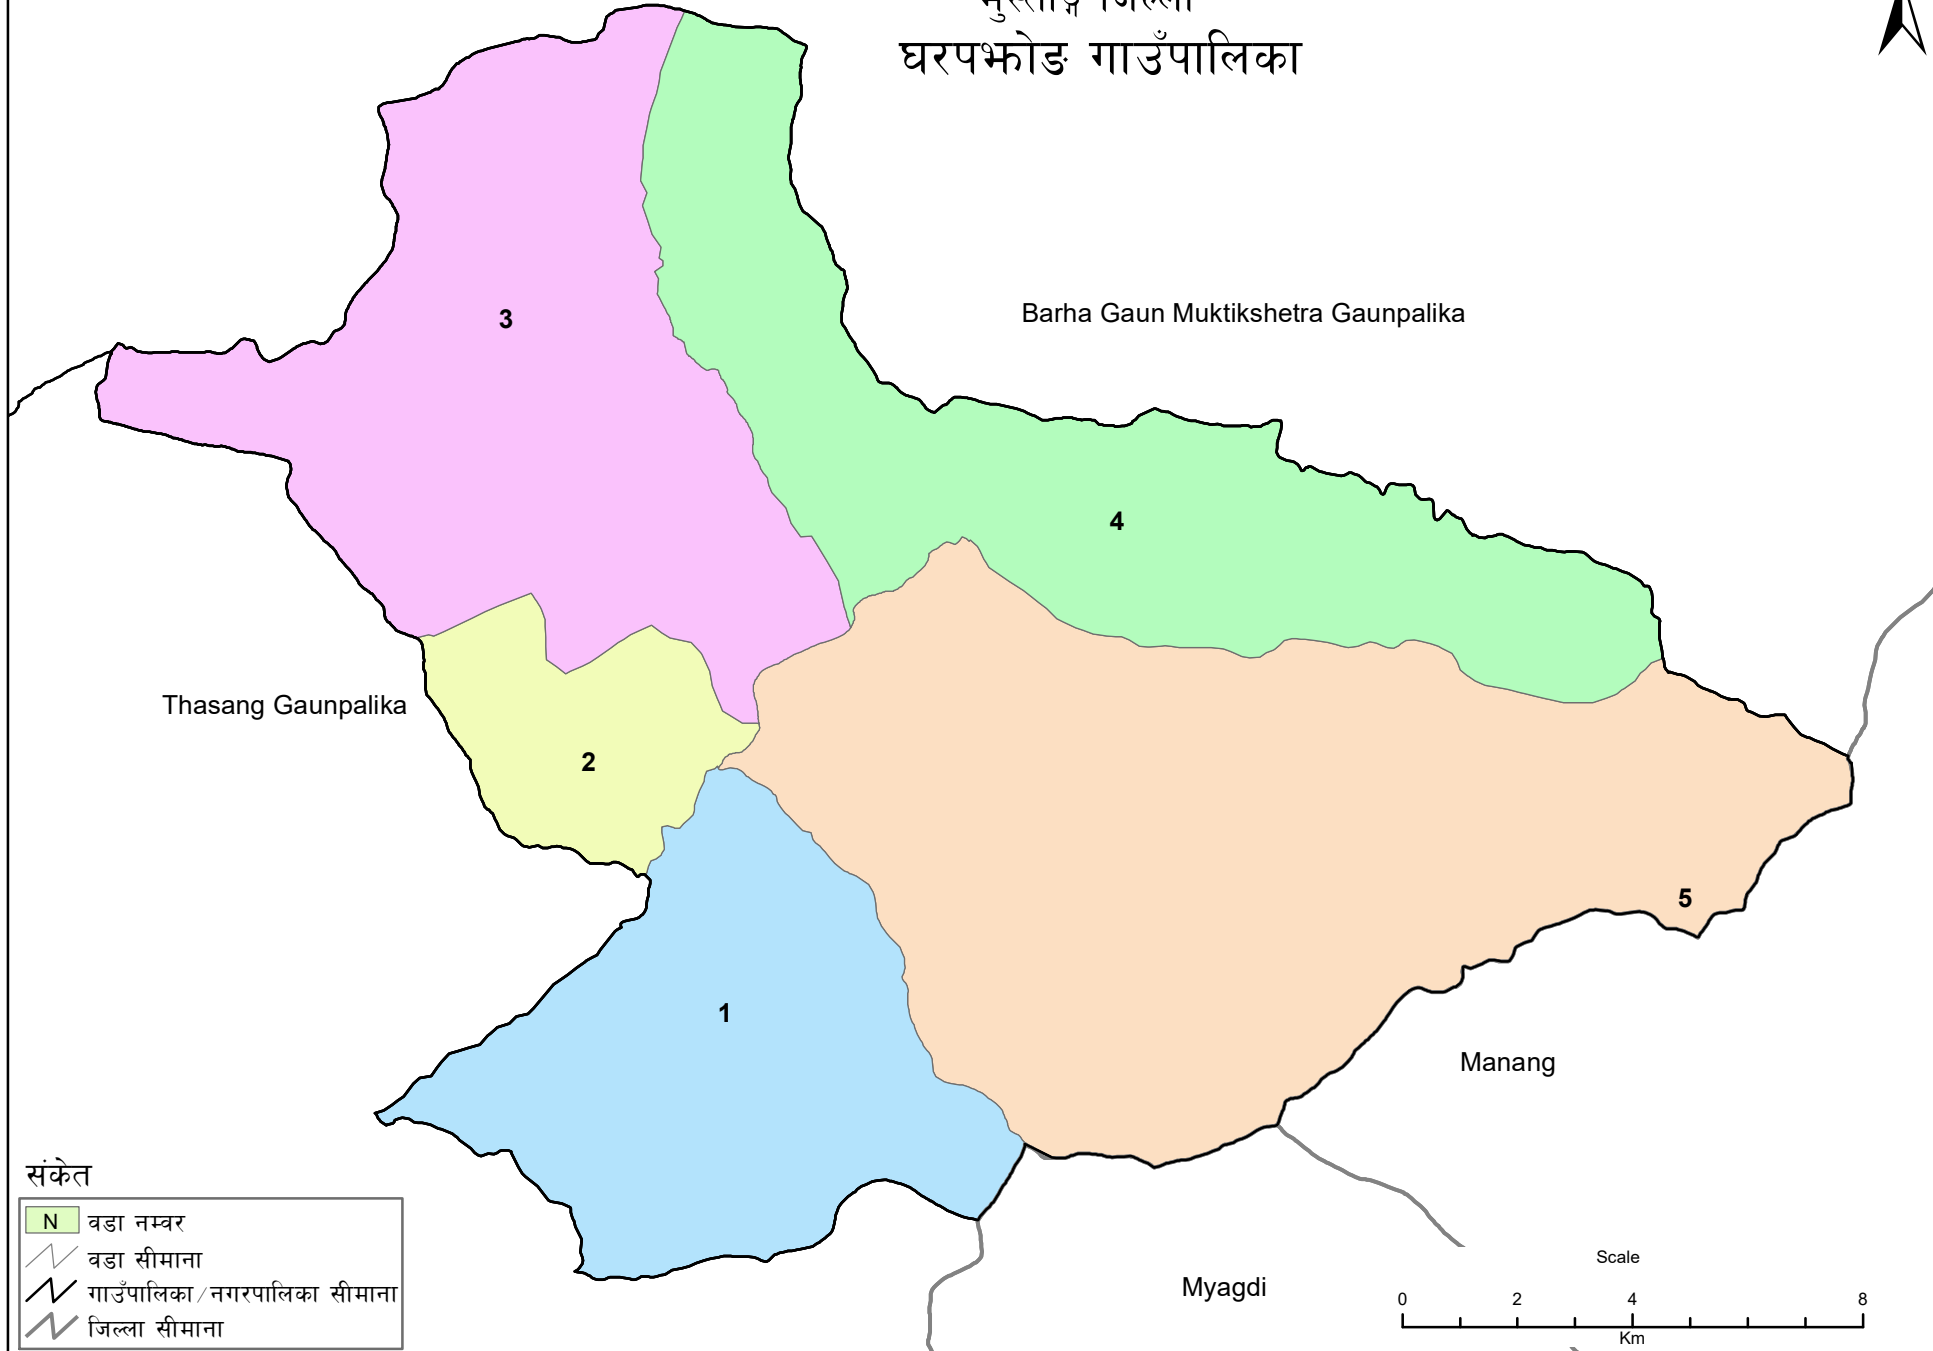 मुस्ताङ्ग जिल्ला
घरपझोङ गाउँपालिका
3
Barha Gaun Muktikshetra Gaunpalika
4
Thasang Gaunpalika
2
5
1
Manang
Myagdi
संकेत
N वडा नम्वर
वडा सीमाना
गाउँपालिका/नगरपालिका सीमाना
जिल्ला सीमाना
Scale
0 2 4 8
Km